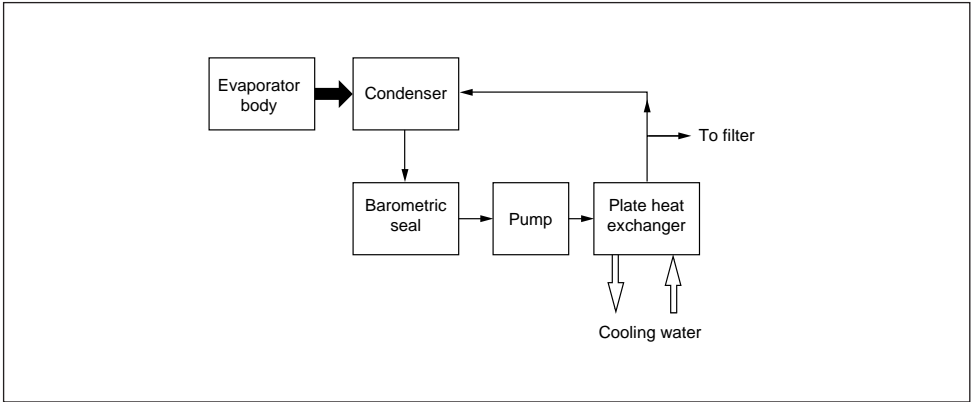 Evaporator
body
Condenser
To filter
Barometric
seal
Pump
Plate heat
exchanger
Cooling water